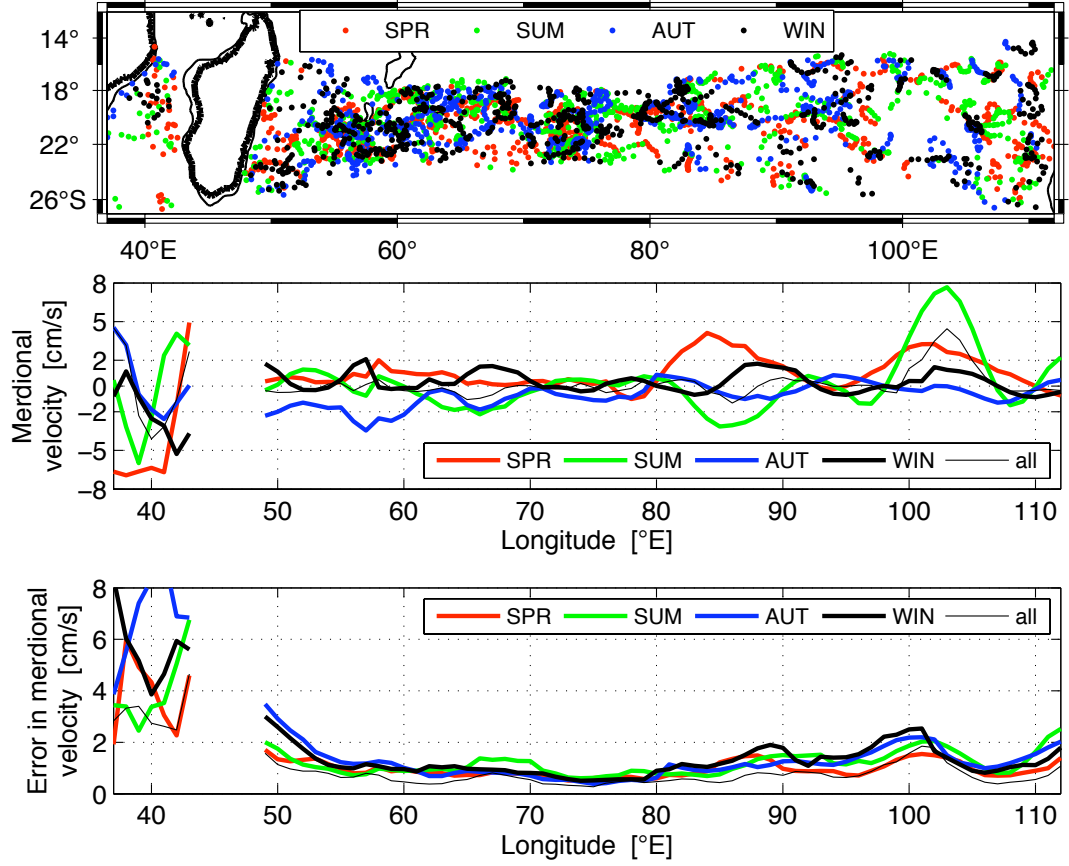 SPR SUM AUT WIN
14°
18°
22°
26°S
40°E 60° 80° 100°E
8
5
2
0
−2
−5
−8
Merdional
velocity [cm/s]
SPR SUM AUT WIN all
40 50 60 70 80 90 100 110
Longitude [°E]
8
6
4
2
0
Error in merdional
velocity [cm/s]
SPR SUM AUT WIN all
40 50 60 70 80 90 100 110
Longitude [°E]